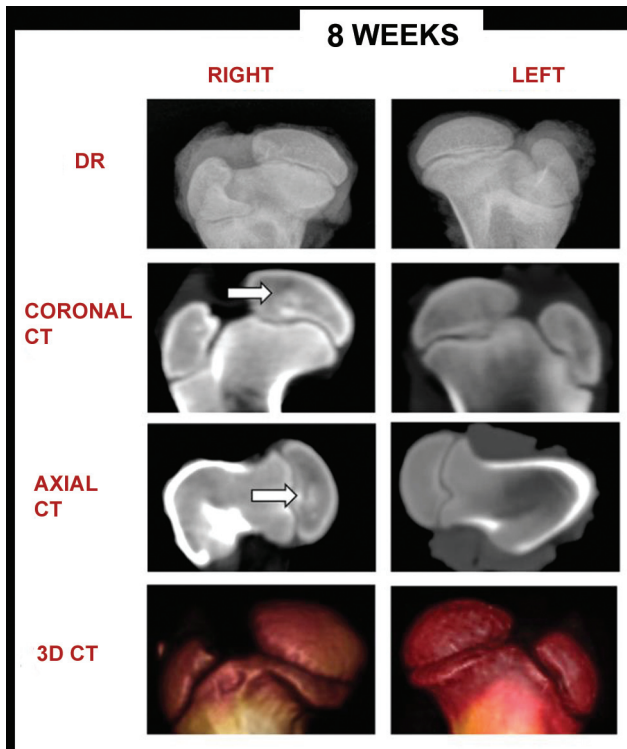 8 WEEKS
RIGHT LEFT
DR
CORONAL
CT
AXIAL
CT
3D CT